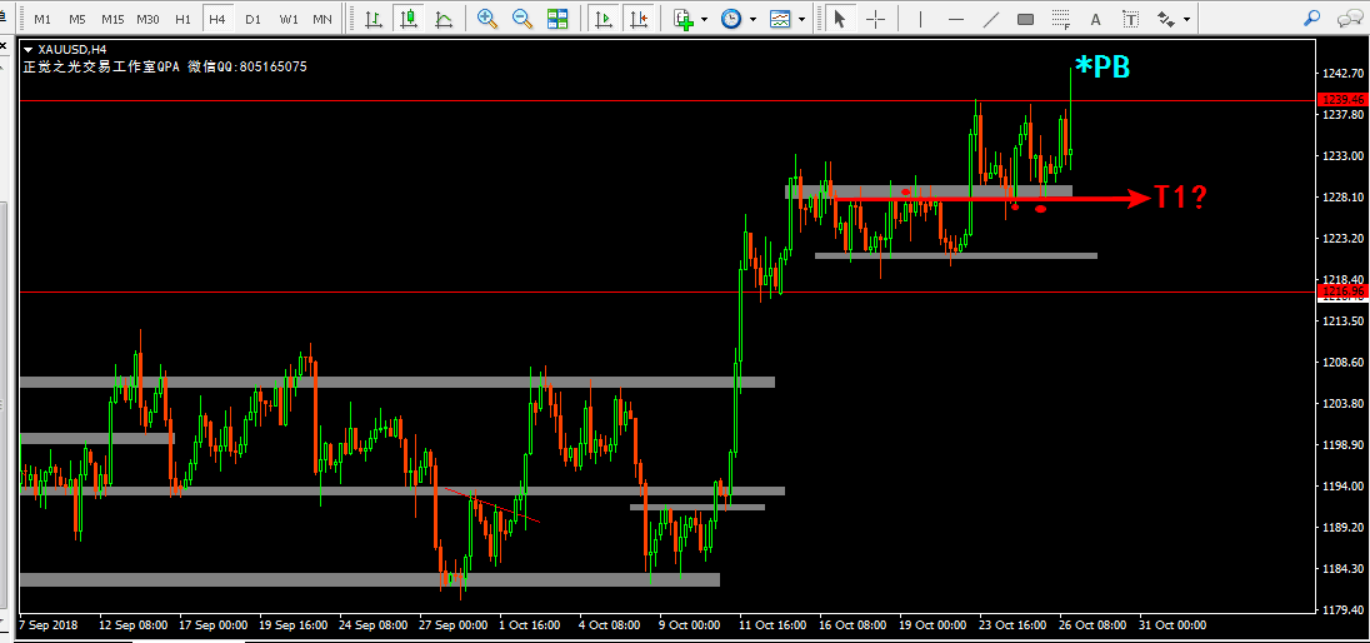 M1 M5 M15 M30 H1 H4 D1 W1 MN
A T F
XAUUSD,H4
正觉之光交易工作室QPA 微信QQ:805165075
*PB
T1?
1242.70
1239.46
1237.80
1233.00
1228.10
1223.20
1218.40
1216.96
1213.50
1208.60
1203.80
1198.90
1194.00
1189.20
1184.30
1179.40
7 Sep 2018 12 Sep 08:00 17 Sep 00:00 19 Sep 16:00 24 Sep 08:00 27 Sep 00:00 1 Oct 16:00 4 Oct 08:00 9 Oct 00:00 11 Oct 16:00 16 Oct 08:00 19 Oct 00:00 23 Oct 16:00 26 Oct 08:00 31 Oct 00:00